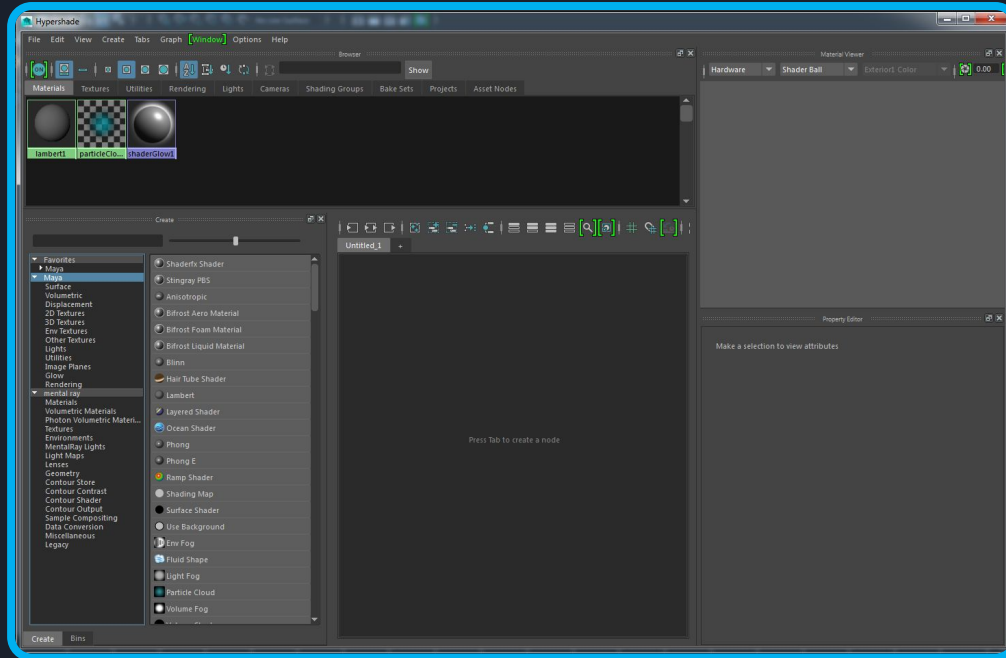 Hypershade
File Edit View Create Tabs Graph [Window] Options Help
Browser
Show
Materials Textures Utilities Rendering Lights Cameras Shading Groups Bake Sets Projects Asset Nodes
lambert1 particleClo... shaderGlow1
Material Viewer
Hardware Shader Ball Exterior1 Color 0.00
Create
Favorites
Maya
Maya
Surface
Volumetric
Displacement
2D Textures
3D Textures
Env Textures
Other Textures
Lights
Utilities
Image Planes
Glow
Rendering
mental ray
Materials
Volumetric Materials
Photon Volumetric Materi...
Textures
Environments
MentalRay Lights
Light Maps
Lenses
Geometry
Contour Store
Contour Contrast
Contour Shader
Contour Output
Sample Compositing
Data Conversion
Miscellaneous
Legacy
Shaderfx Shader
Stingray PBS
Anisotropic
Bifrost Aero Material
Bifrost Foam Material
Bifrost Liquid Material
Blinn
Hair Tube Shader
Lambert
Layered Shader
Ocean Shader
Phong
Phong E
Ramp Shader
Shading Map
Surface Shader
Use Background
Env Fog
Fluid Shape
Light Fog
Particle Cloud
Volume Fog
Create Bins
Untitled_1 +
Press Tab to create a node
Property Editor
Make a selection to view attributes